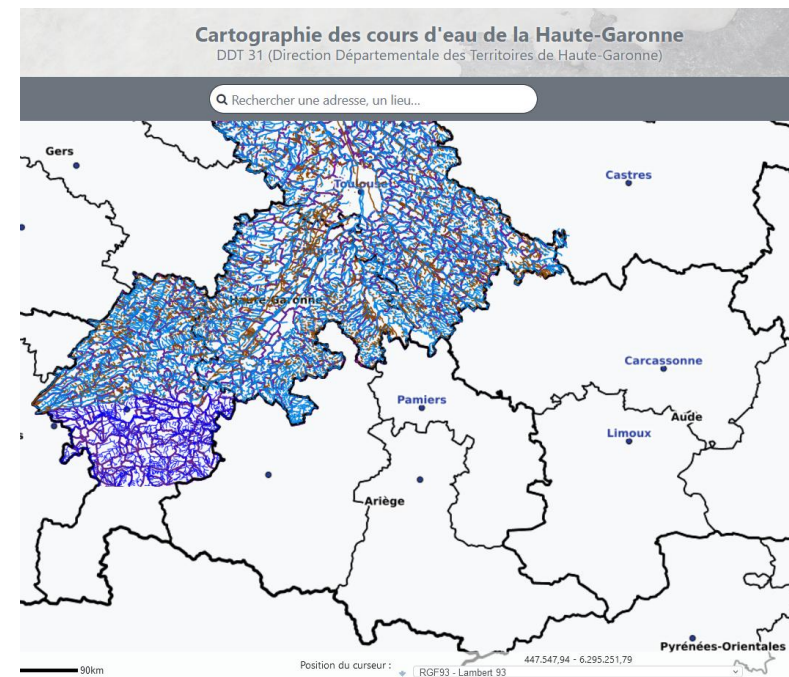 Cartographie des cours d'eau de la Haute-Garonne
DDT 31 (Direction Départementale des Territoires de Haute-Garonne)
Rechercher une adresse, un lieu...
Gers
Castres
Toulouse
Haute-Garonne
Carcassonne
Pamiers
Aude
Limoux
s
Ariège
Pyrénées-Orientales
447.547,94 - 6.295.251,79
Position du curseur :
90km
RGF93 - Lambert 93